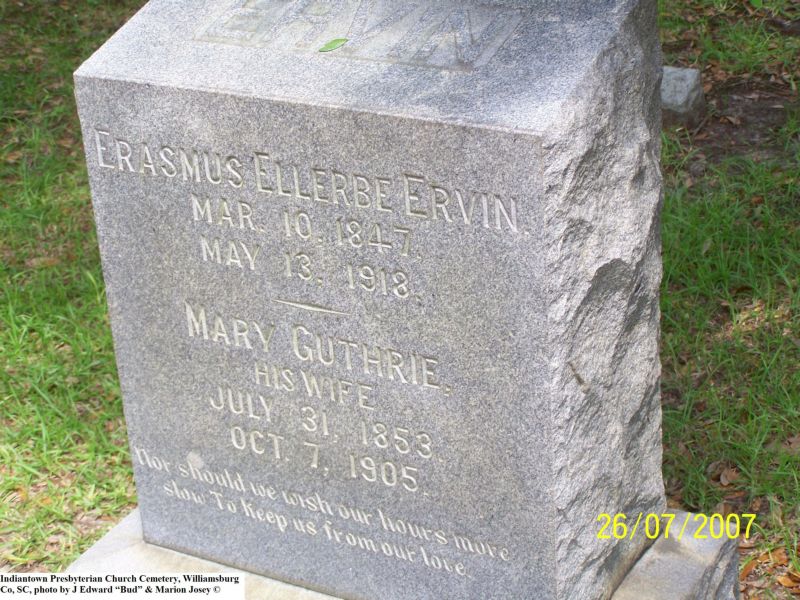 ERVIN
ERASMUS ELLERBE ERVIN.
MAR. 10, 1847.
MAY 13, 1918.
MARY GUTHRIE,
HIS WIFE
JULY 31, 1853.
OCT. 7, 1905.
Nor should we wish our hours more
slow To keep us from our love
26/07/2007
Indiantown Presbyterian Church Cemetery, Williamsburg
Co, SC, photo by J Edward “Bud” & Marion Josey ©